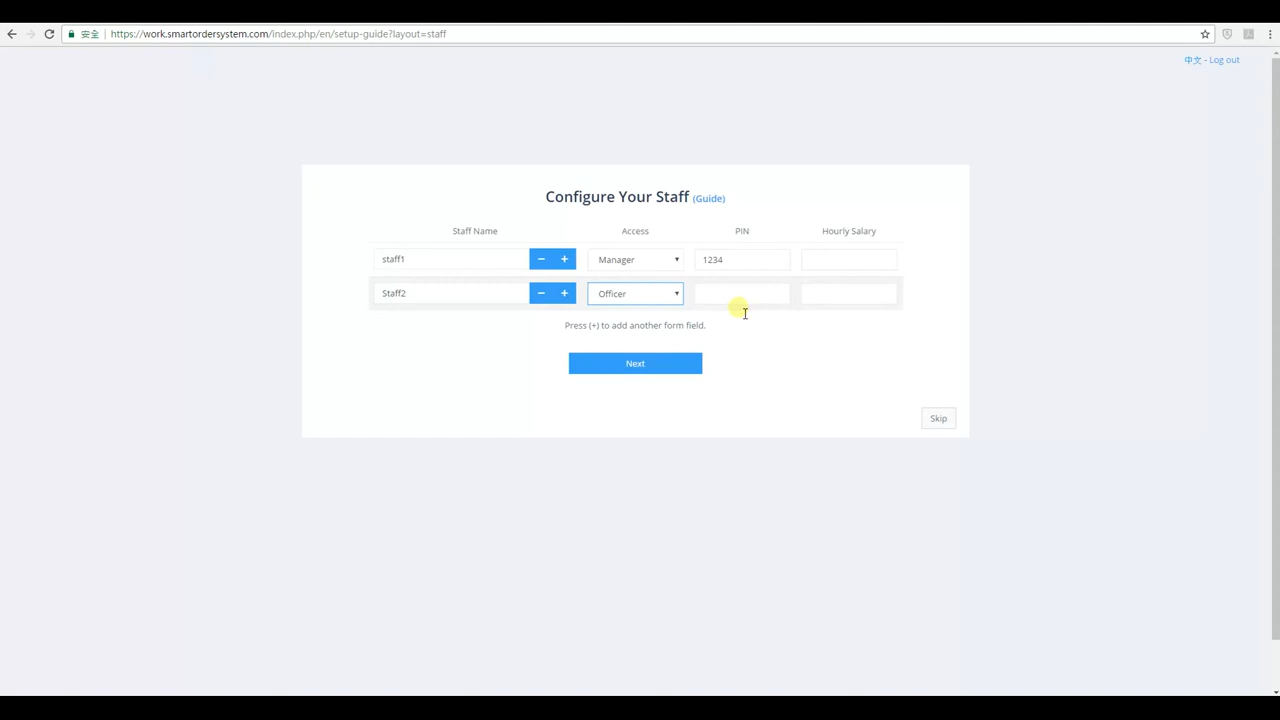 安全 https://work.smartordersystem.com/index.php/en/setup-guide?layout=staff
中文 - Log out
Configure Your Staff (Guide)
Staff Name Access PIN Hourly Salary
staff1 − + Manager 1234
Staff2 − + Officer
Press (+) to add another form field.
Next
Skip